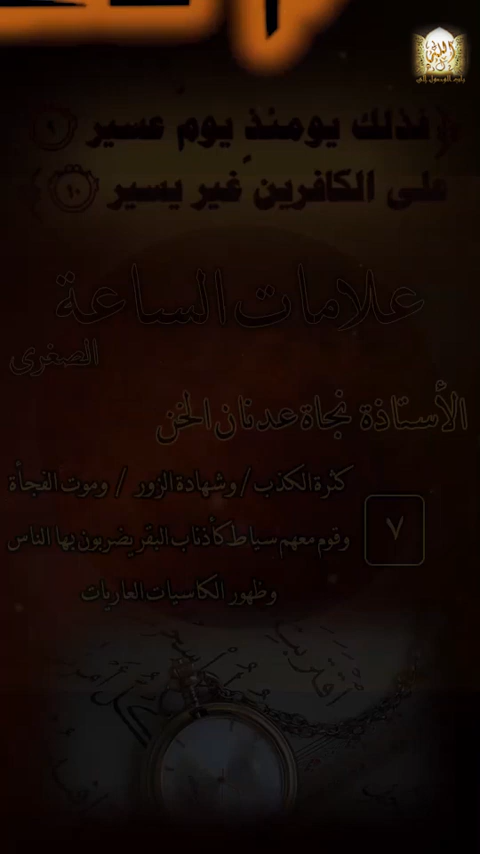 فذلك يومئذ يوم عسير ٩
على الكافرين غير يسير ١٠
علامات الساعة
الصغرى
الأستاذة نجاة عدنان الخن
٧
كثرة الكذب / وشهادة الزور / وموت الفجأة
وقوم معهم سياط كأذناب البقر يضربون بها الناس
وظهور الكاسيات العاريات
اقتربت